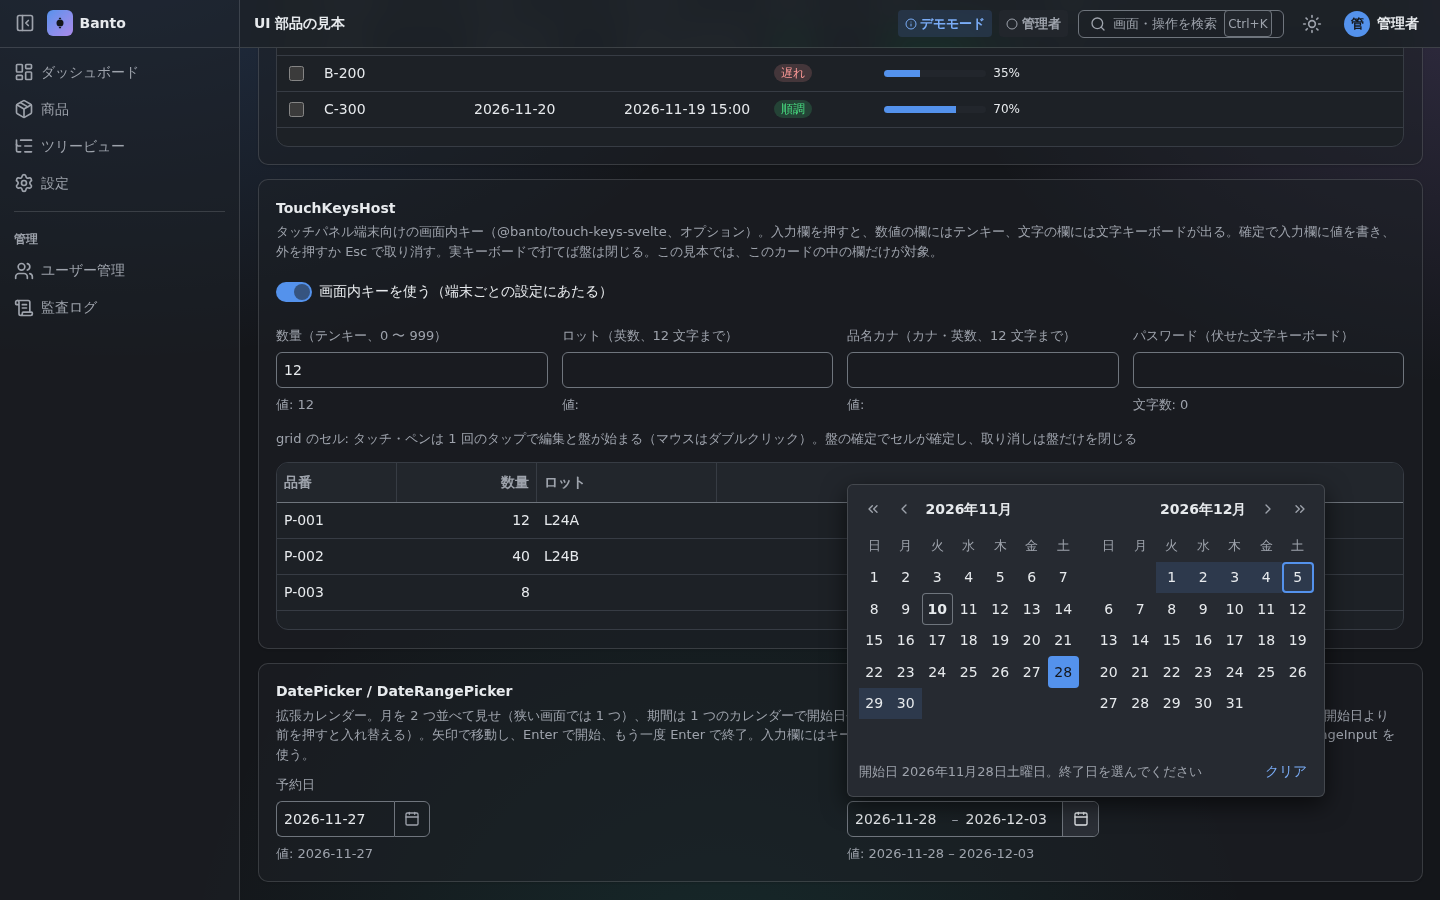 Banto
UI 部品の見本
デモモード
管理者
画面・操作を検索 Ctrl+K
管 管理者
ダッシュボード
商品
ツリービュー
設定
管理
ユーザー管理
監査ログ
B-200 遅れ 35%
C-300 2026-11-20 2026-11-19 15:00 順調 70%
TouchKeysHost
タッチパネル端末向けの画面内キー（@banto/touch-keys-svelte、オプション）。入力欄を押すと、数値の欄にはテンキー、文字の欄には文字キーボードが出る。確定で入力欄に値を書き、
外を押すか Esc で取り消す。実キーボードで打てば盤は閉じる。この見本では、このカードの中の欄だけが対象。
画面内キーを使う（端末ごとの設定にあたる）
数量（テンキー、0 〜 999） ロット（英数、12 文字まで） 品名カナ（カナ・英数、12 文字まで） パスワード（伏せた文字キーボード）
12
値: 12 値: 値: 文字数: 0
grid のセル: タッチ・ペンは 1 回のタップで編集と盤が始まる（マウスはダブルクリック）。盤の確定でセルが確定し、取り消しは盤だけを閉じる
品番 数量 ロット
P-001 12 L24A
P-002 40 L24B
P-003 8
« ‹ 2026年11月 2026年12月 › »
日 月 火 水 木 金 土 日 月 火 水 木 金 土
1 2 3 4 5 6 7 1 2 3 4 5
8 9 10 11 12 13 14 6 7 8 9 10 11 12
15 16 17 18 19 20 21 13 14 15 16 17 18 19
22 23 24 25 26 27 28 20 21 22 23 24 25 26
29 30 27 28 29 30 31
開始日 2026年11月28日土曜日。終了日を選んでください クリア
DatePicker / DateRangePicker
拡張カレンダー。月を 2 つ並べて見せ（狭い画面では 1 つ）、期間は 1 つのカレンダーで開始日 開始日より
前を押すと入れ替える）。矢印で移動し、Enter で開始、もう一度 Enter で終了。入力欄にはキー ngeInput を
使う。
予約日
2026-11-27 2026-11-28 – 2026-12-03
値: 2026-11-27 値: 2026-11-28 – 2026-12-03